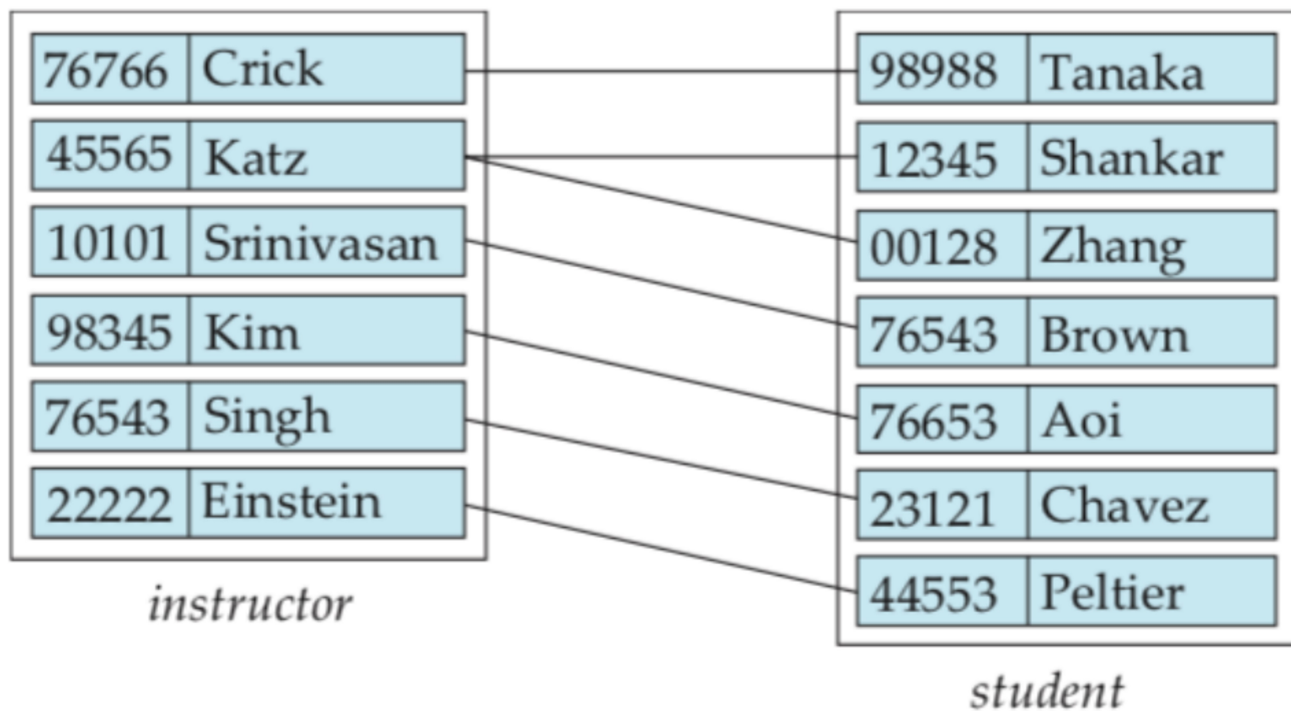 76766 Crick
45565 Katz
10101 Srinivasan
98345 Kim
76543 Singh
22222 Einstein
instructor
98988 Tanaka
12345 Shankar
00128 Zhang
76543 Brown
76653 Aoi
23121 Chavez
44553 Peltier
student